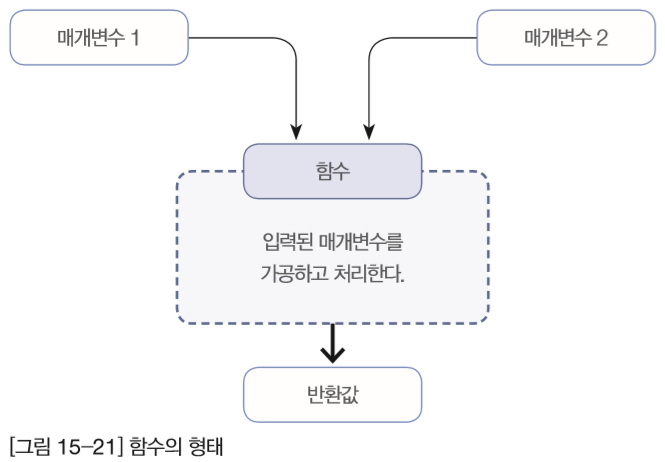 매개변수 1
매개변수 2
함수
입력된 매개변수를
가공하고 처리한다.
반환값
[그림 15-21] 함수의 형태